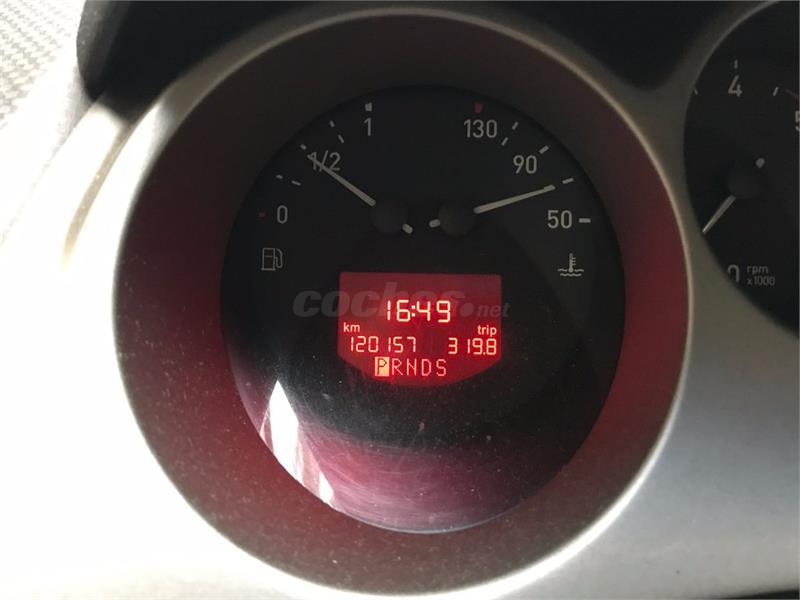 0 1/2 1
130 90 50
4
5
0 rpm
x1000
coches.net
16:49
km trip
120157 319.8
PRNDS